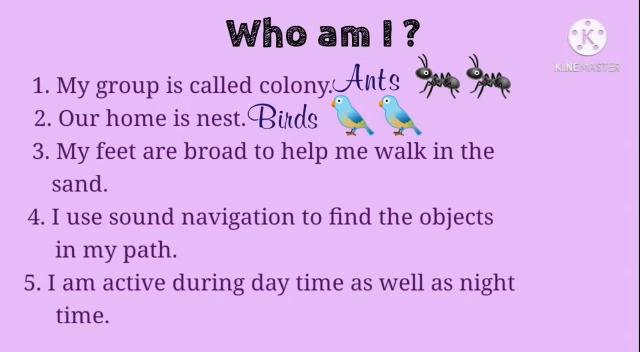 Who am I ?
KINEMASTER
1. My group is called colony. Ants
2. Our home is nest. Birds
3. My feet are broad to help me walk in the
sand.
4. I use sound navigation to find the objects
in my path.
5. I am active during day time as well as night
time.